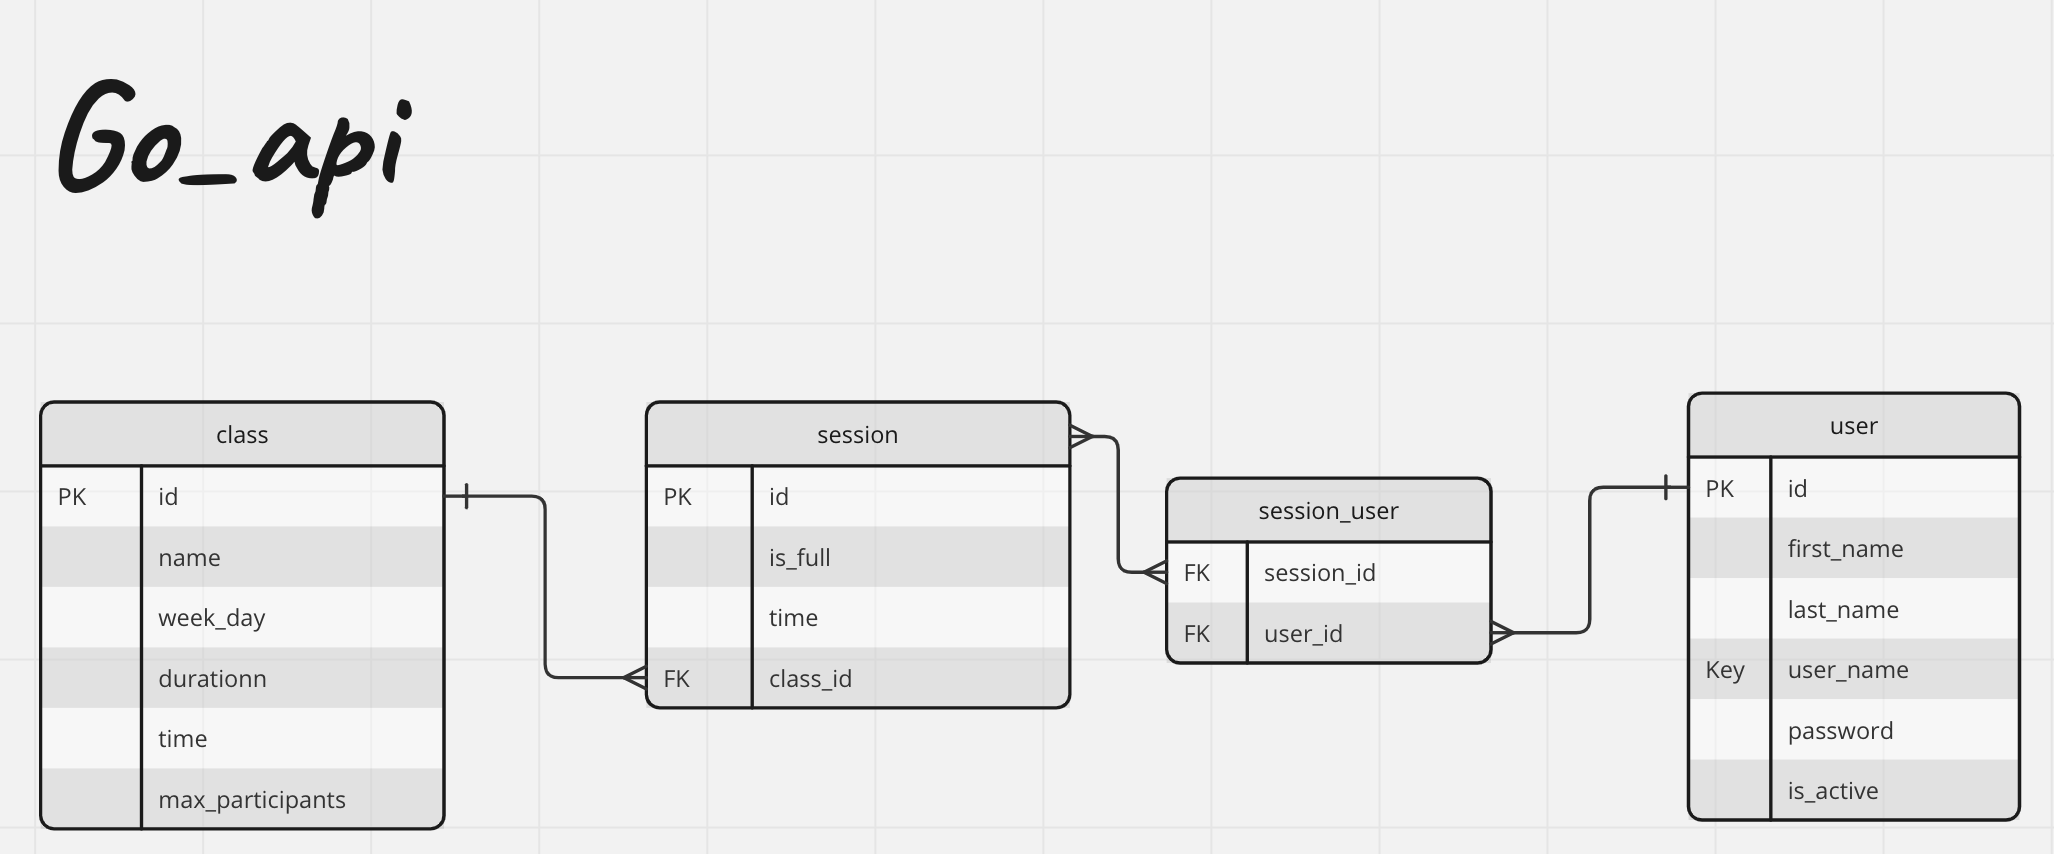 Go_api
class
PK id
name
week_day
durationn
time
max_participants
session
PK id
is_full
time
FK class_id
session_user
FK session_id
FK user_id
user
PK id
first_name
last_name
Key user_name
password
is_active